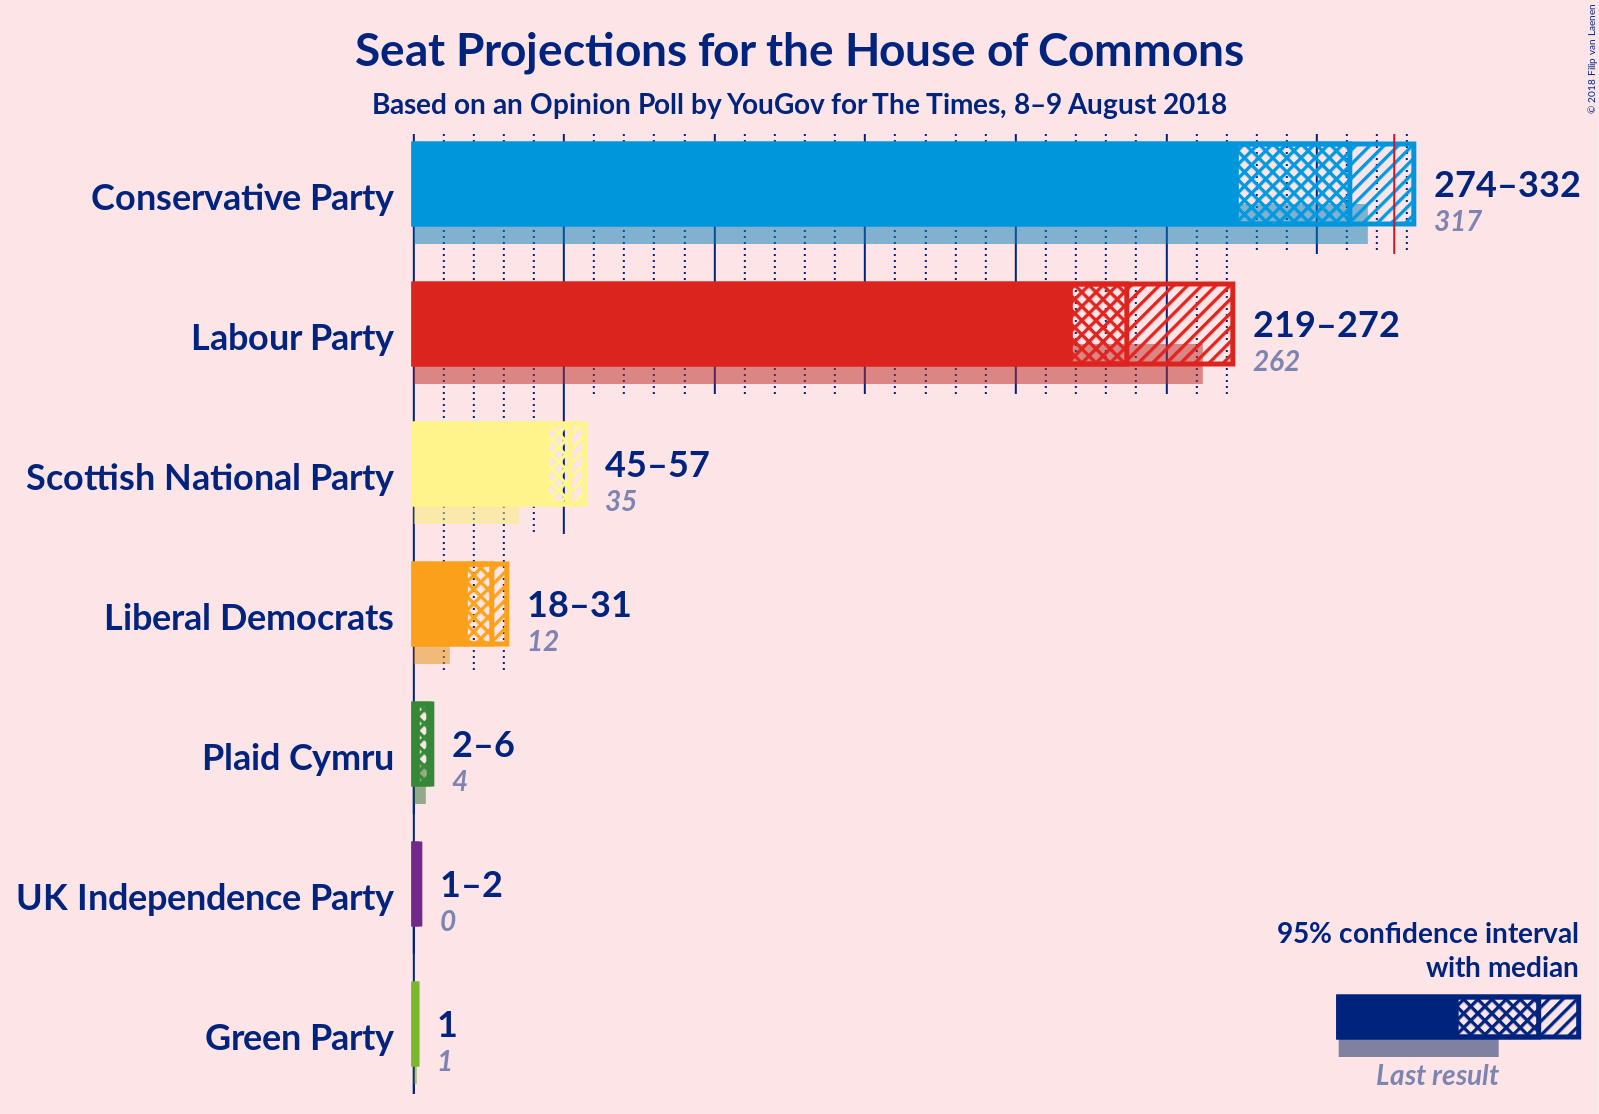 Seat Projections for the House of Commons
Based on an Opinion Poll by YouGov for The Times, 8–9 August 2018
© 2018 Filip van Laenen
Conservative Party
274–332
317
Labour Party
219–272
262
Scottish National Party
45–57
35
Liberal Democrats
18–31
12
Plaid Cymru
2–6
4
UK Independence Party
1–2
0
Green Party
1
1
95% confidence interval
with median
Last result